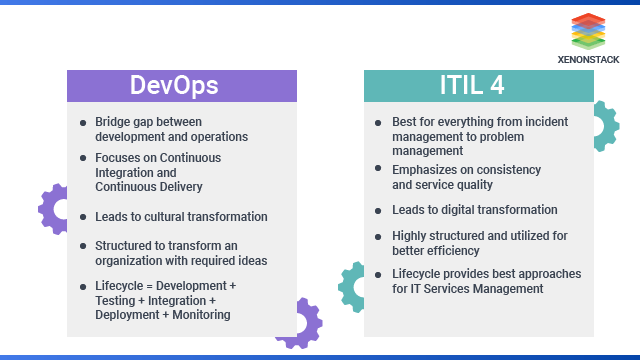 XENONSTACK
DevOps
Bridge gap between
development and operations
Focuses on Continuous
Integration and
Continuous Delivery
Leads to cultural transformation
Structured to transform an
organization with required ideas
Lifecycle = Development +
Testing + Integration +
Deployment + Monitoring
ITIL 4
Best for everything from incident
management to problem
management
Emphasizes on consistency
and service quality
Leads to digital transformation
Highly structured and utilized for
better efficiency
Lifecycle provides best approaches
for IT Services Management